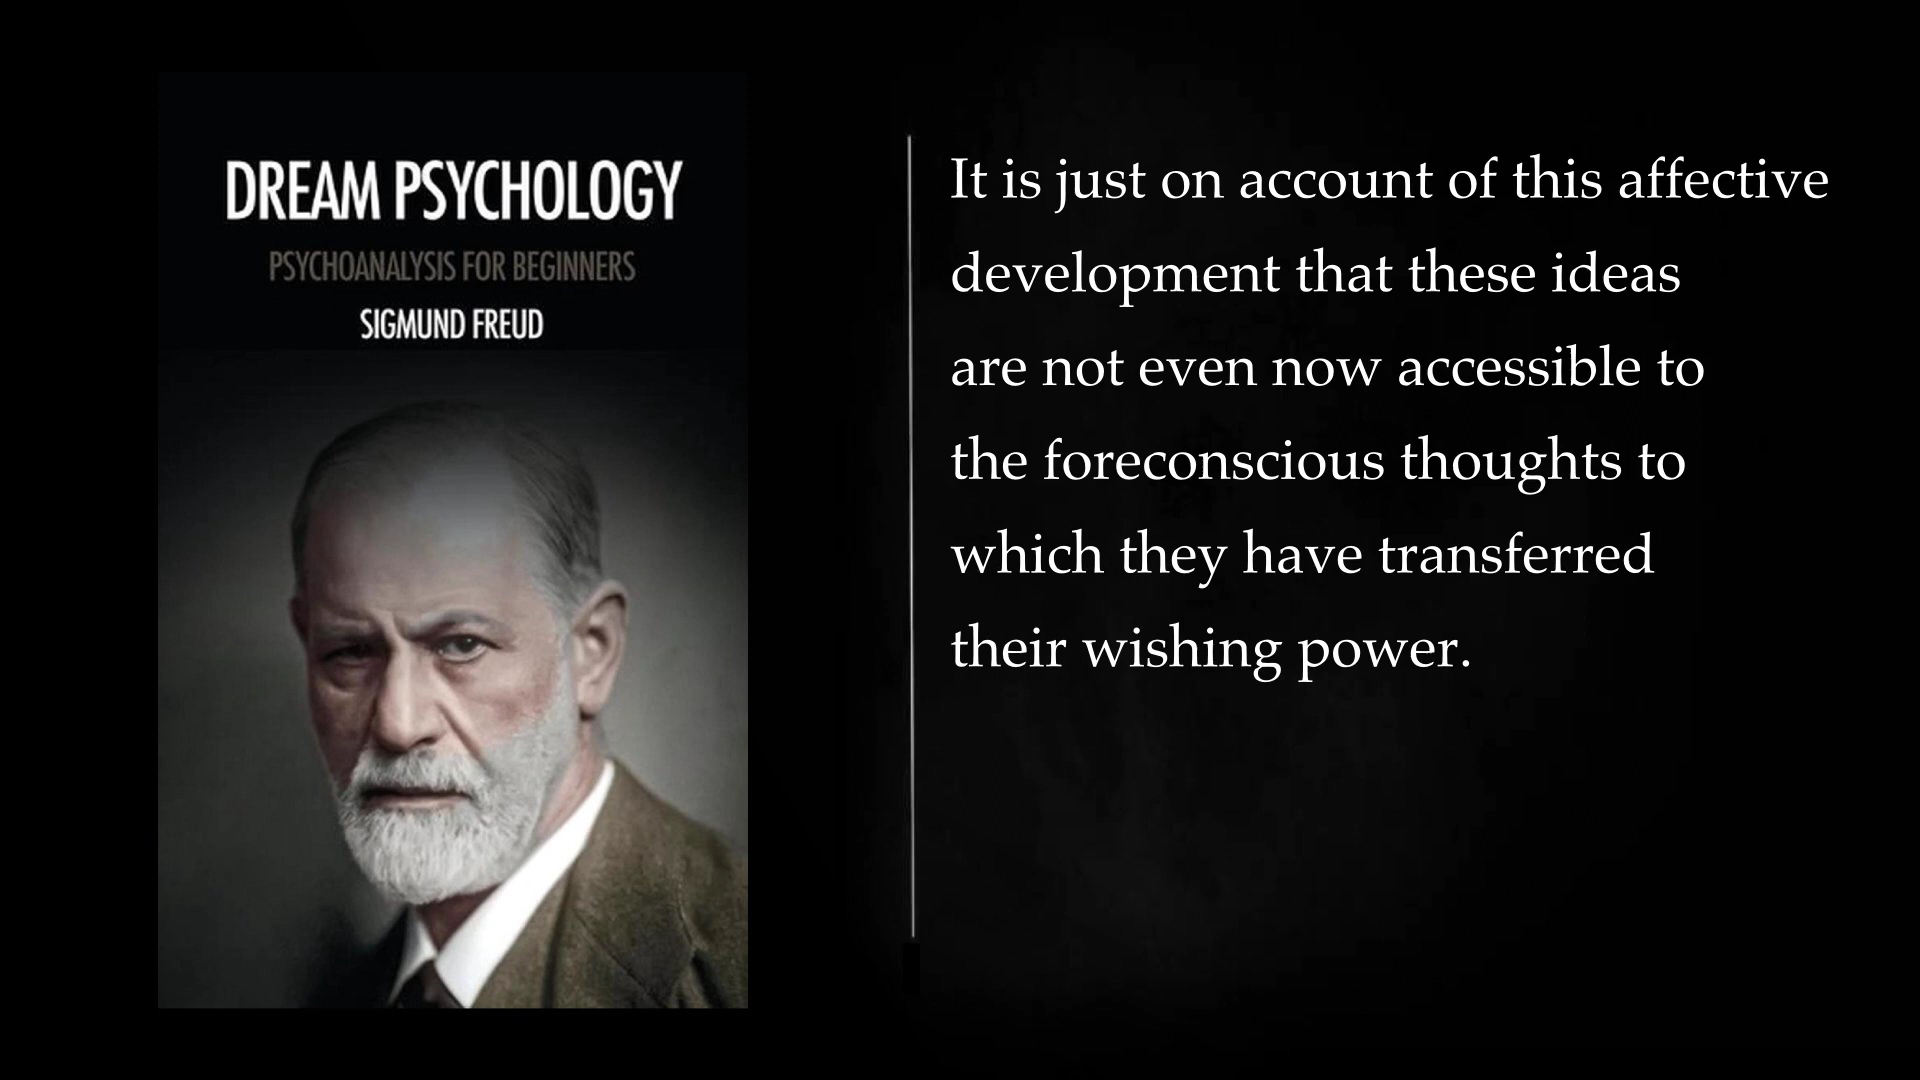 DREAM PSYCHOLOGY
PSYCHOANALYSIS FOR BEGINNERS
SIGMUND FREUD
It is just on account of this affective
development that these ideas
are not even now accessible to
the foreconscious thoughts to
which they have transferred
their wishing power.